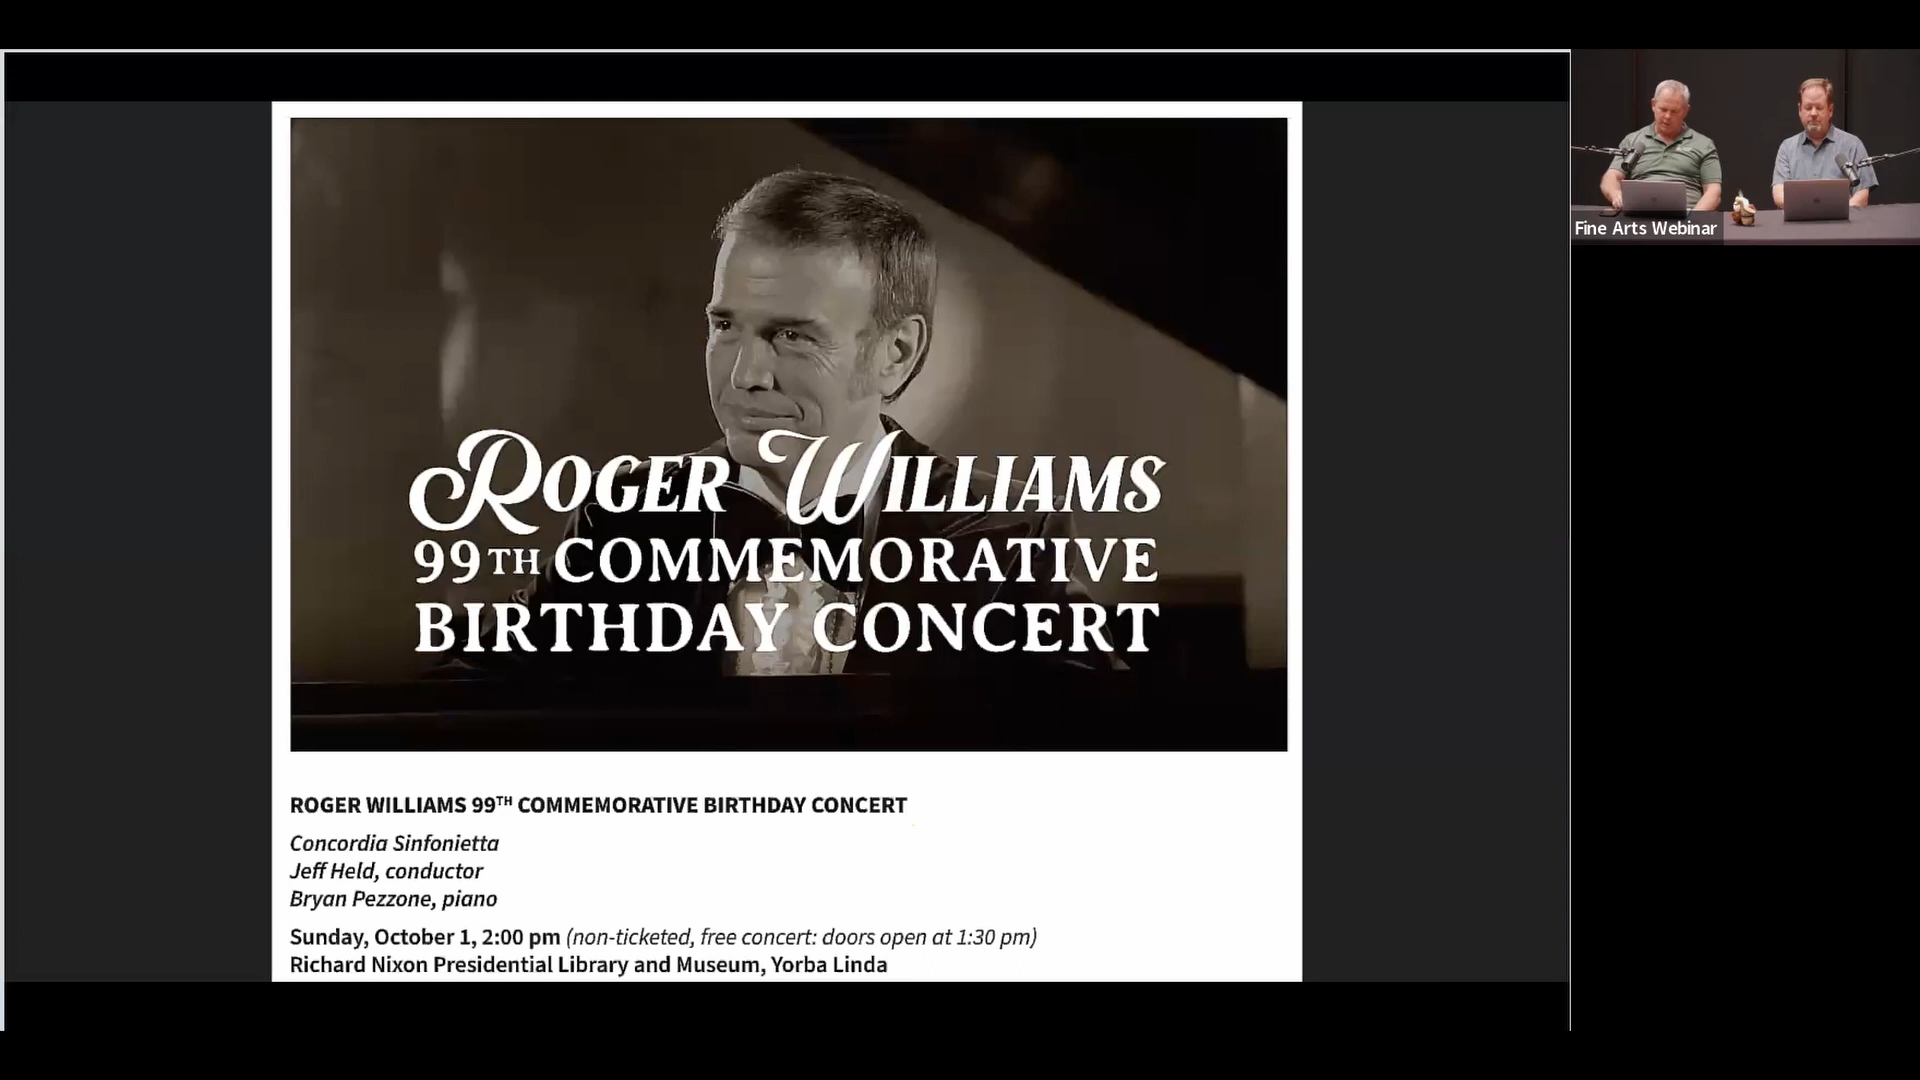 ROGER WILLIAMS
99TH COMMEMORATIVE
BIRTHDAY CONCERT
ROGER WILLIAMS 99TH COMMEMORATIVE BIRTHDAY CONCERT
Concordia Sinfonietta
Jeff Held, conductor
Bryan Pezzone, piano
Sunday, October 1, 2:00 pm (non-ticketed, free concert: doors open at 1:30 pm)
Richard Nixon Presidential Library and Museum, Yorba Linda
Fine Arts Webinar